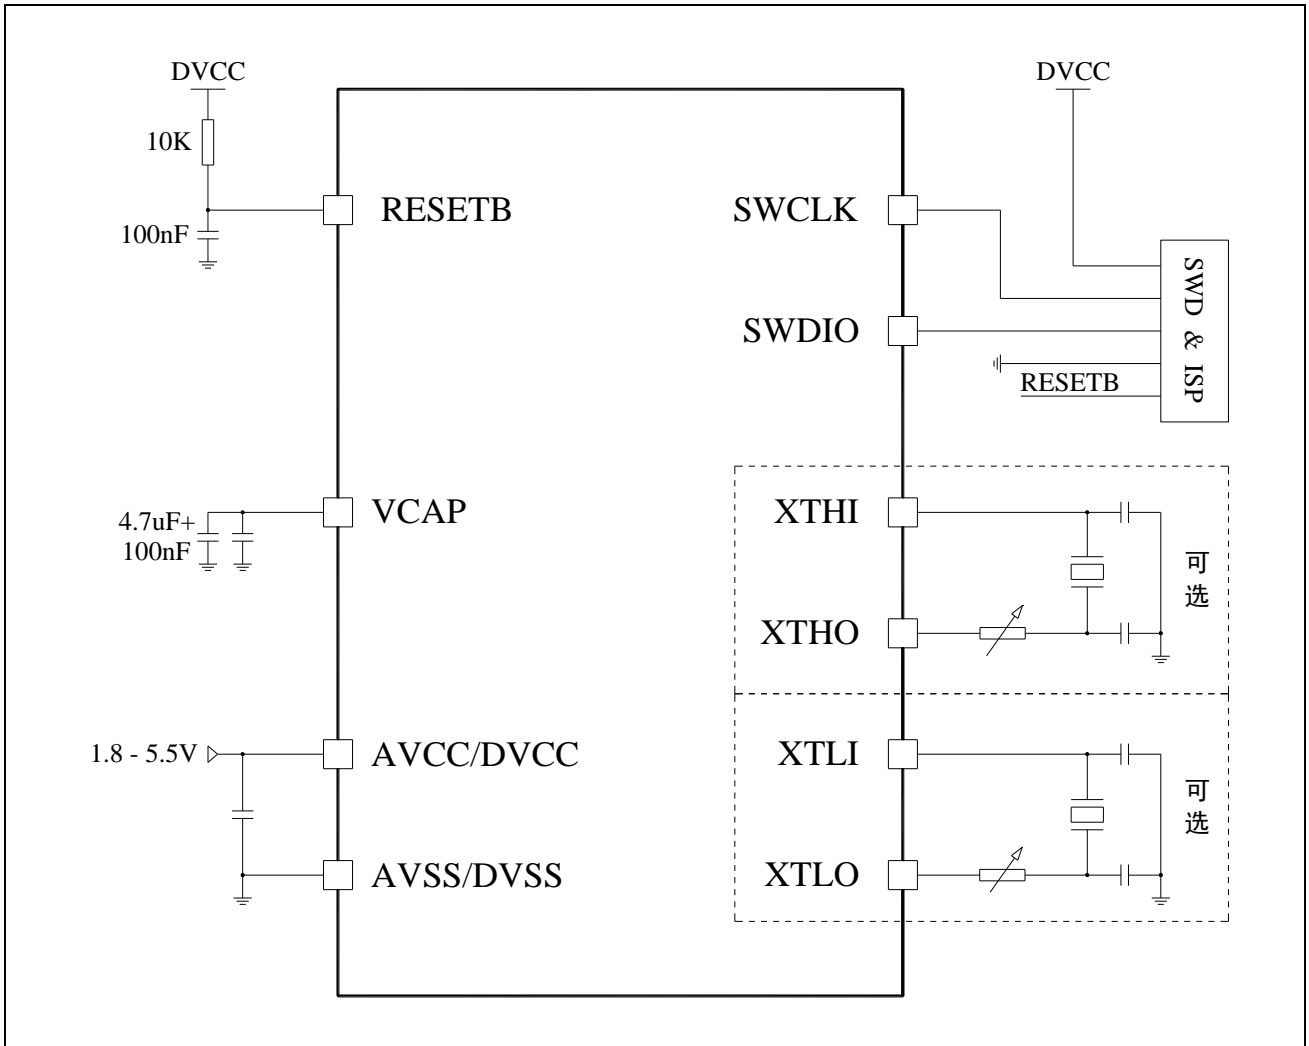 DVCC
DVCC
10K
RESETB
SWCLK
100nF
SWDIO
SWD & ISP
RESETB
VCAP
4.7uF+
100nF
XTHI
XTHO
可选
1.8 - 5.5V
AVCC/DVCC
XTLI
AVSS/DVSS
XTLO
可选